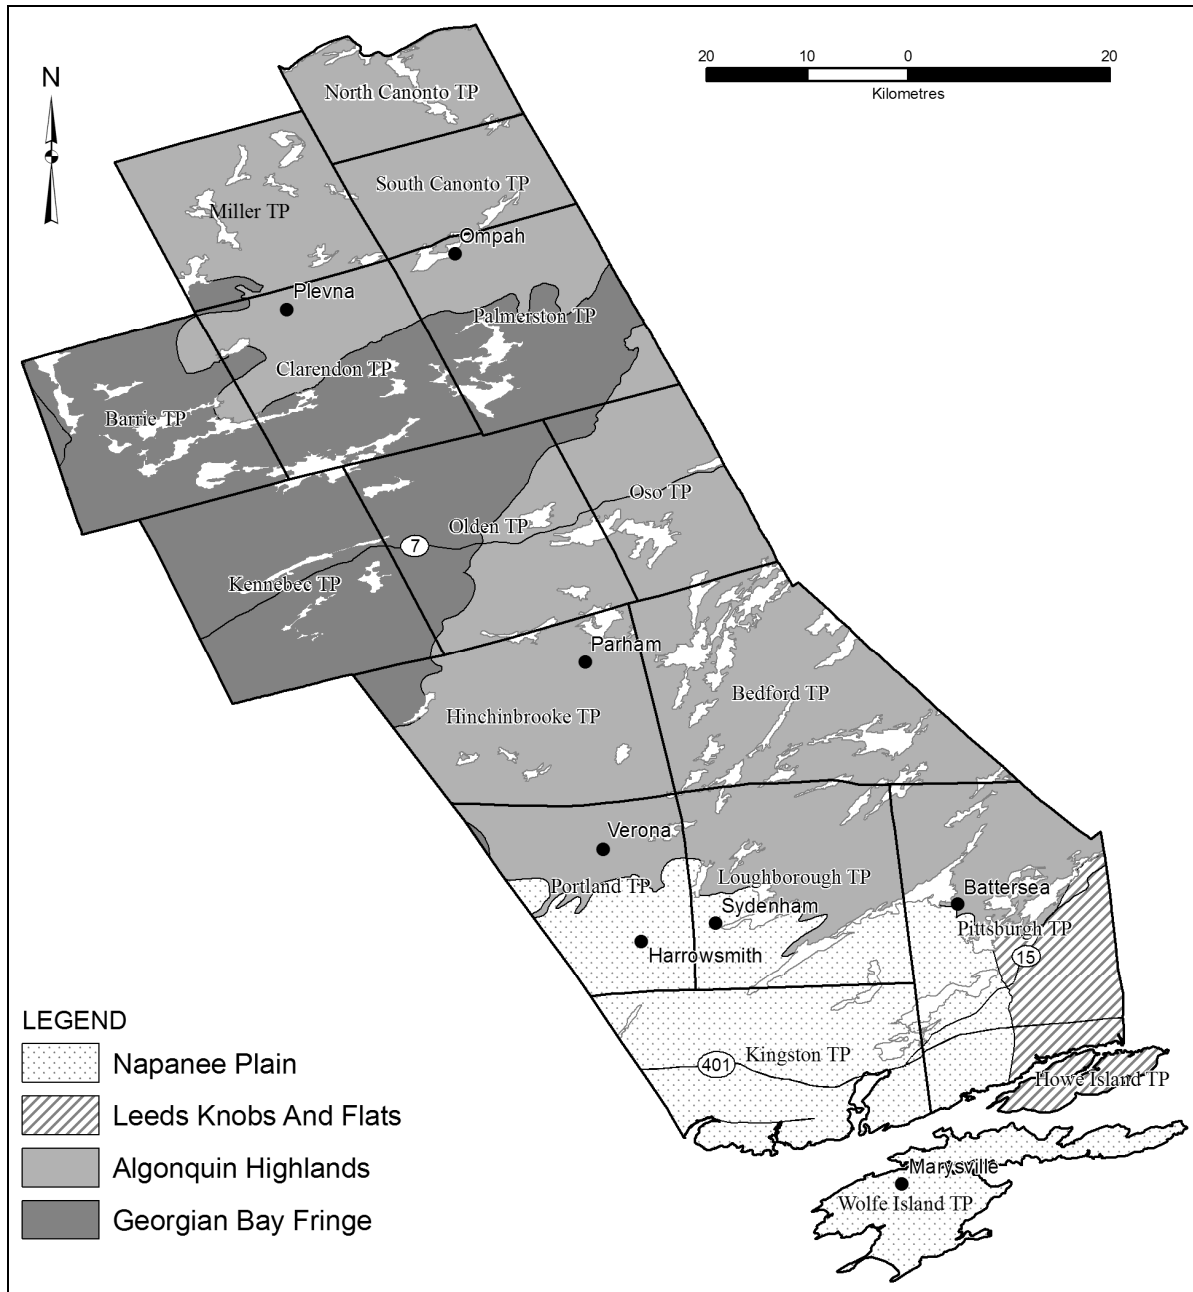 20 10 0 20
Kilometres
N
North Canonto TP
South Canonto TP
Miller TP
Ompah
Plevna
Palmerston TP
Clarendon TP
Barrie TP
Oso TP
Olden TP
7
Kennebec TP
Parham
Bedford TP
Hinchinbrooke TP
Verona
Loughborough TP
Portland TP
Battersea
Sydenham
Pittsburgh TP
Harrowsmith
15
LEGEND
Napanee Plain
Leeds Knobs And Flats
Algonquin Highlands
Georgian Bay Fringe
Kingston TP
401
Howe Island TP
Marysville
Wolfe Island TP